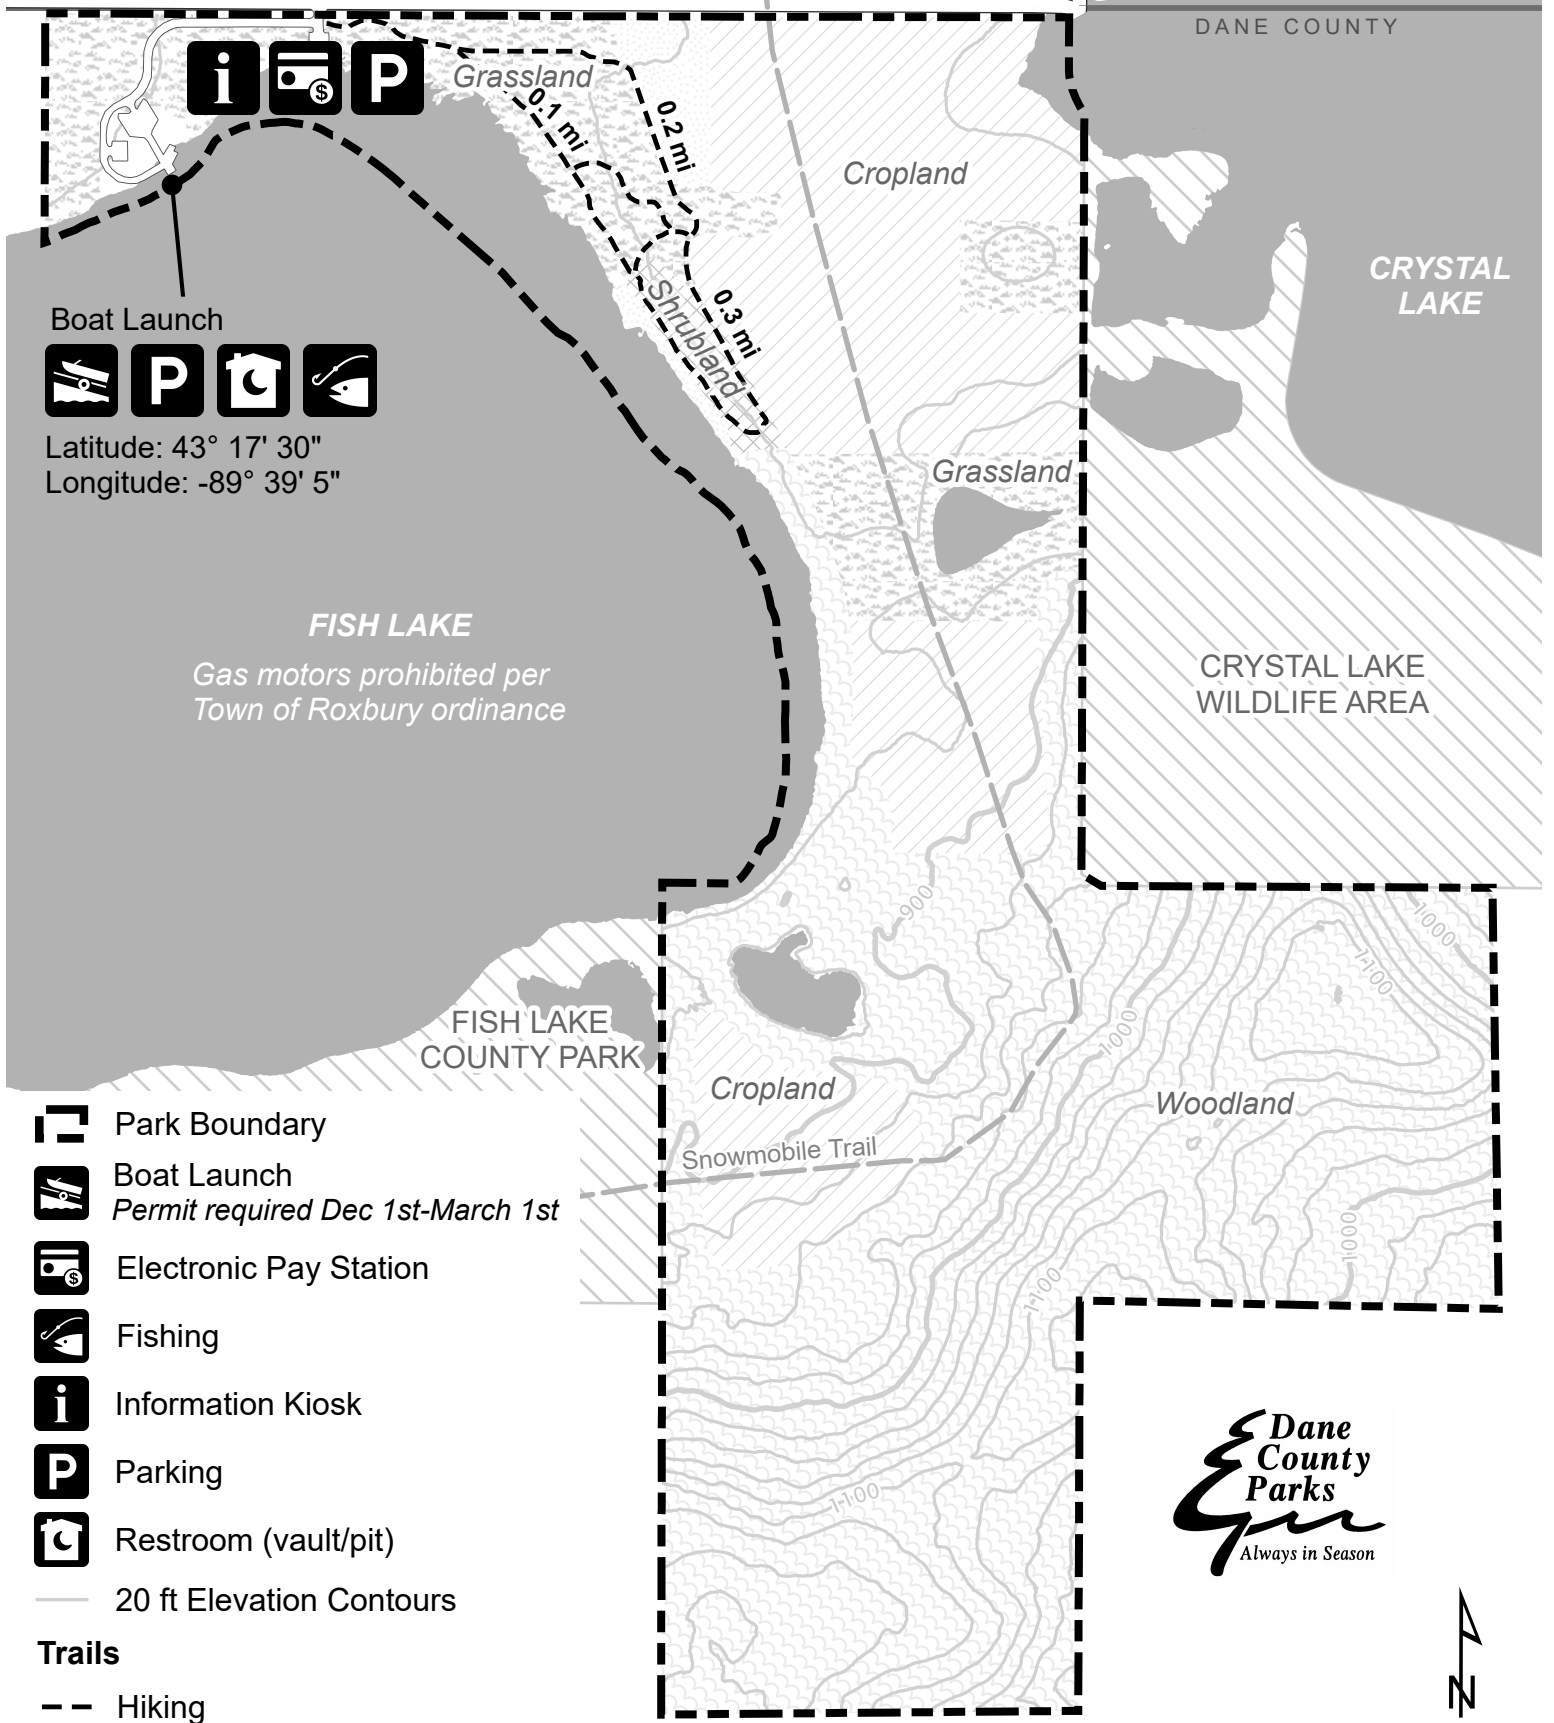 DANE COUNTY
i
$
P
Grassland
0.1 mi
0.2 mi
Cropland
CRYSTAL
LAKE
Shrubland
0.3 mi
Boat Launch
P
Latitude: 43° 17' 30"
Longitude: -89° 39' 5"
Grassland
FISH LAKE
Gas motors prohibited per
Town of Roxbury ordinance
CRYSTAL LAKE
WILDLIFE AREA
900
1000
1100
1000
FISH LAKE
COUNTY PARK
Cropland
Woodland
Snowmobile Trail
1000
1100
1100
Park Boundary
Boat Launch
Permit required Dec 1st-March 1st
$
Electronic Pay Station
Fishing
i
Information Kiosk
P
Parking
Restroom (vault/pit)
20 ft Elevation Contours
Trails
Hiking
Dane
County
Parks
Always in Season
N